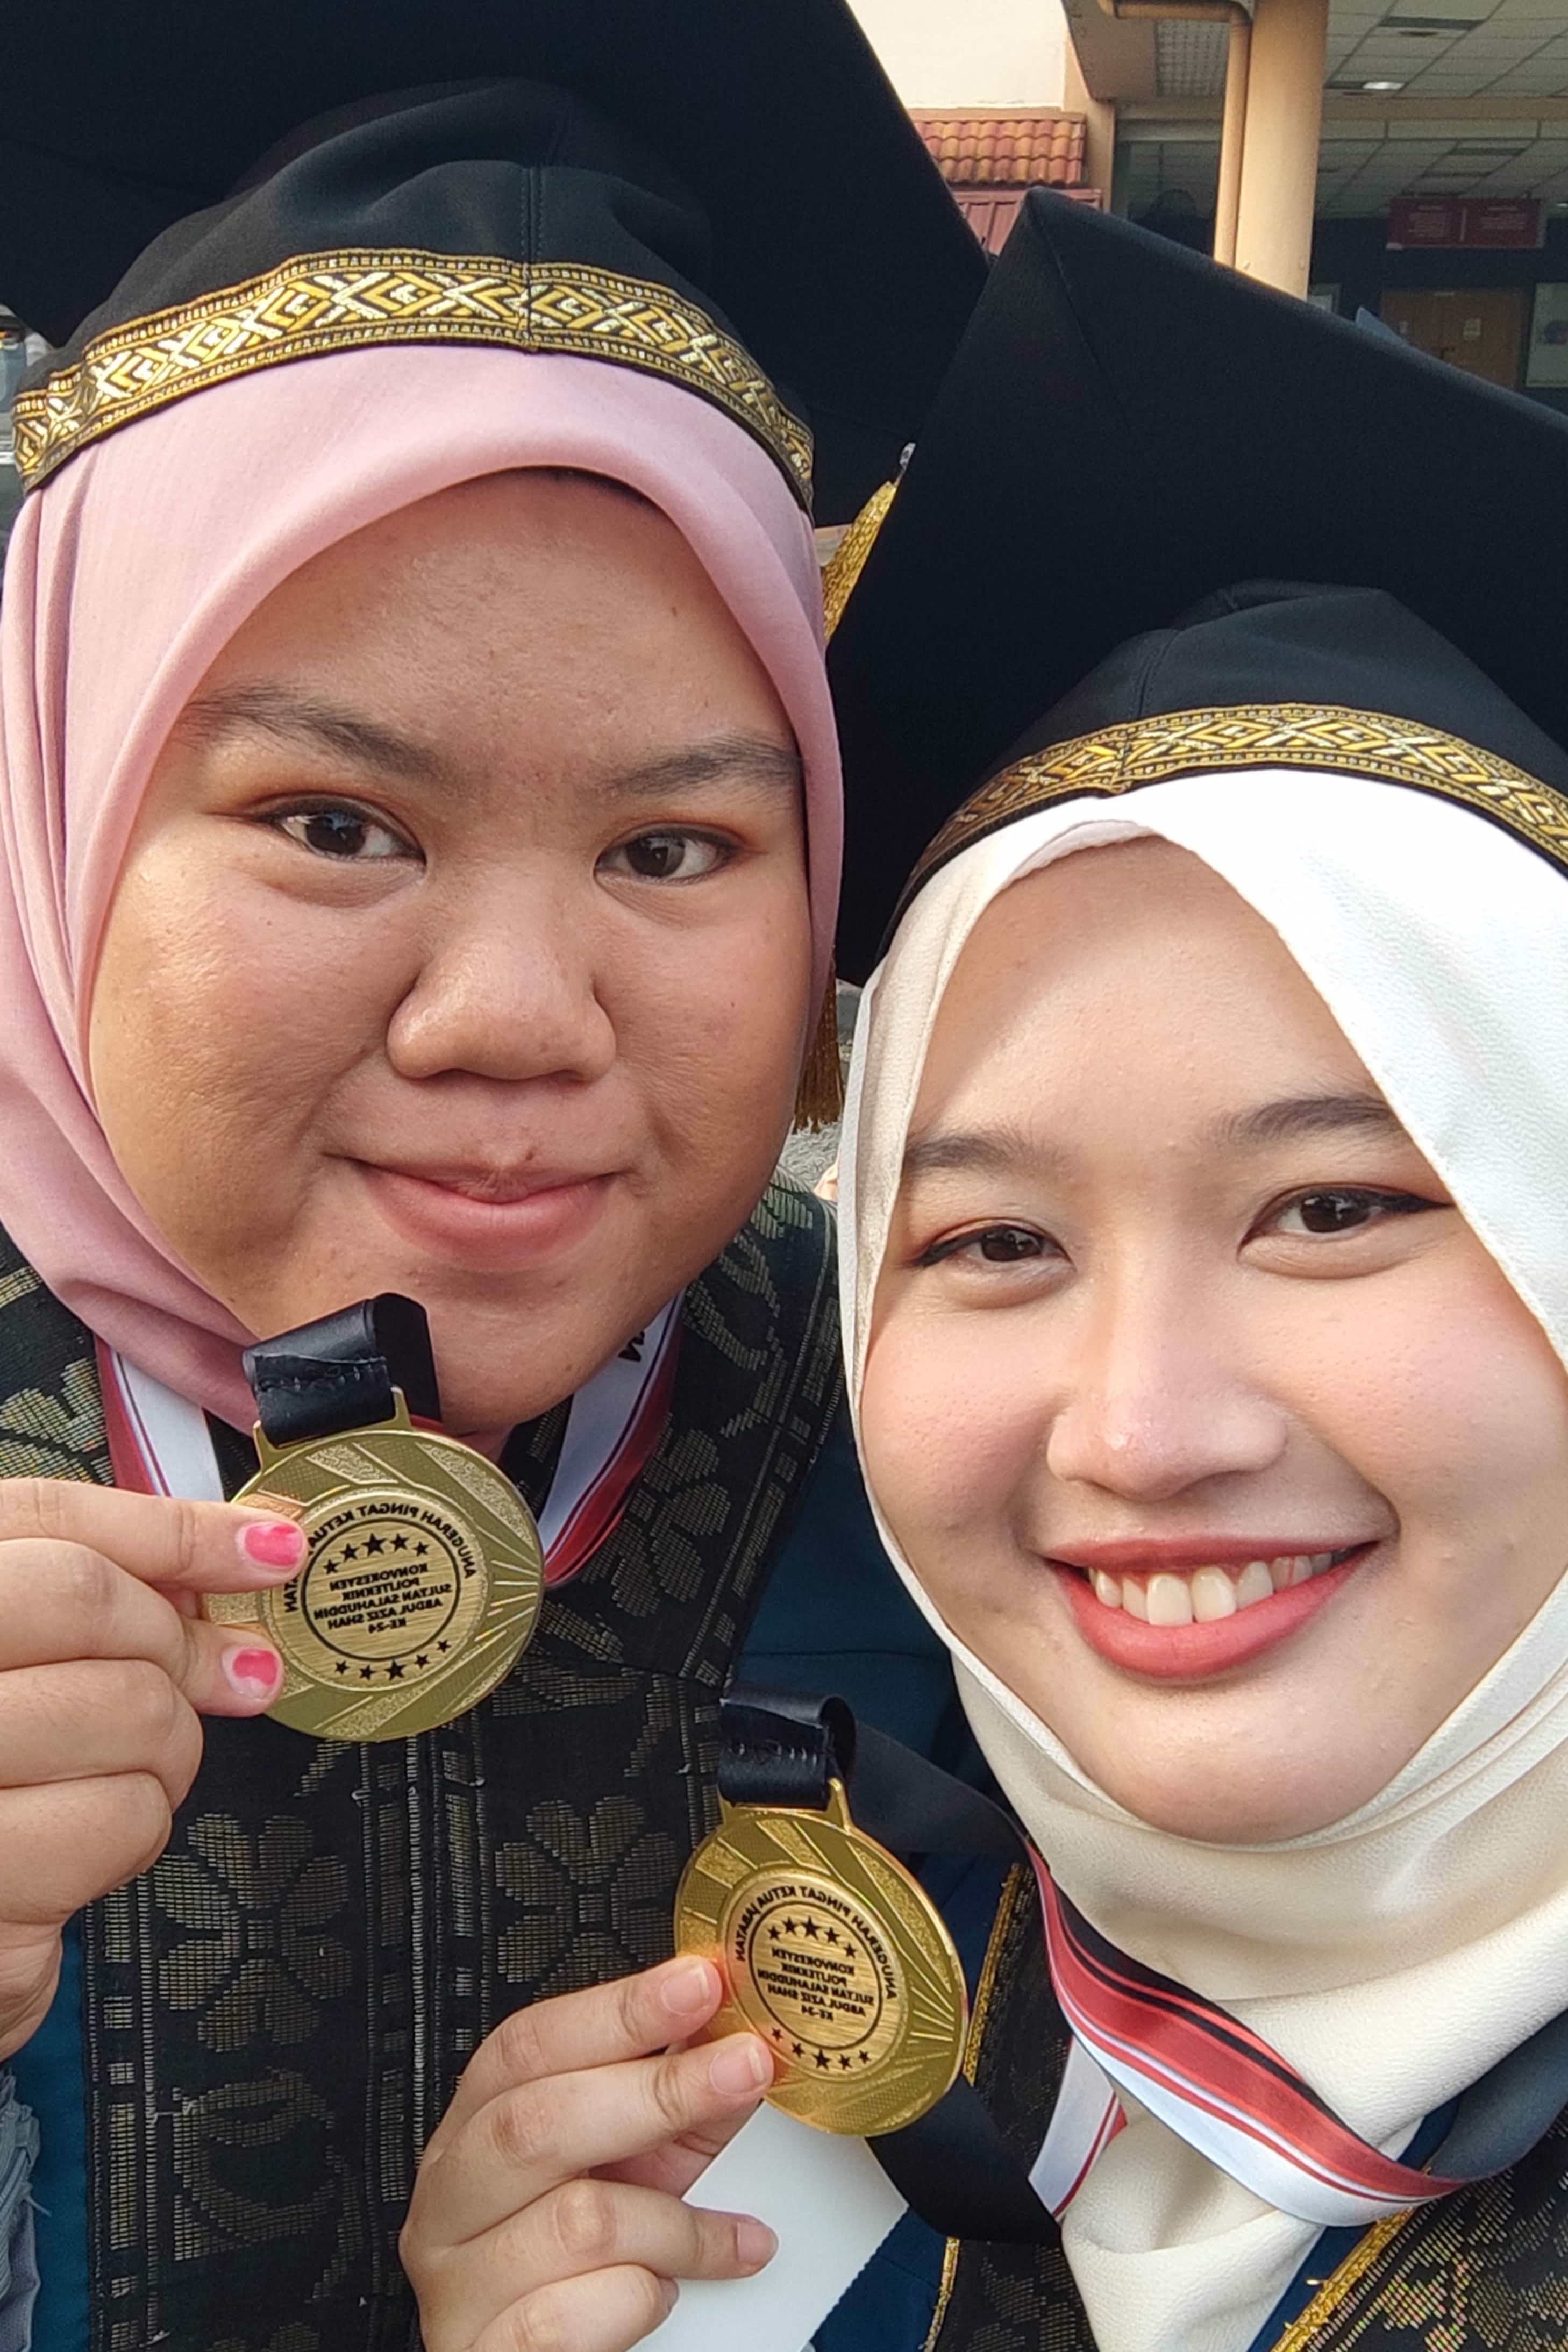 ANUGERAH PINGAT KETUA JABATAN
KONVOKESYEN
POLITEKNIK
SULTAN SALAHUDDIN
ABDUL AZIZ SHAH
KE-24
ANUGERAH PINGAT KETUA JABATAN
KONVOKESYEN
POLITEKNIK
SULTAN SALAHUDDIN
ABDUL AZIZ SHAH
KE-24